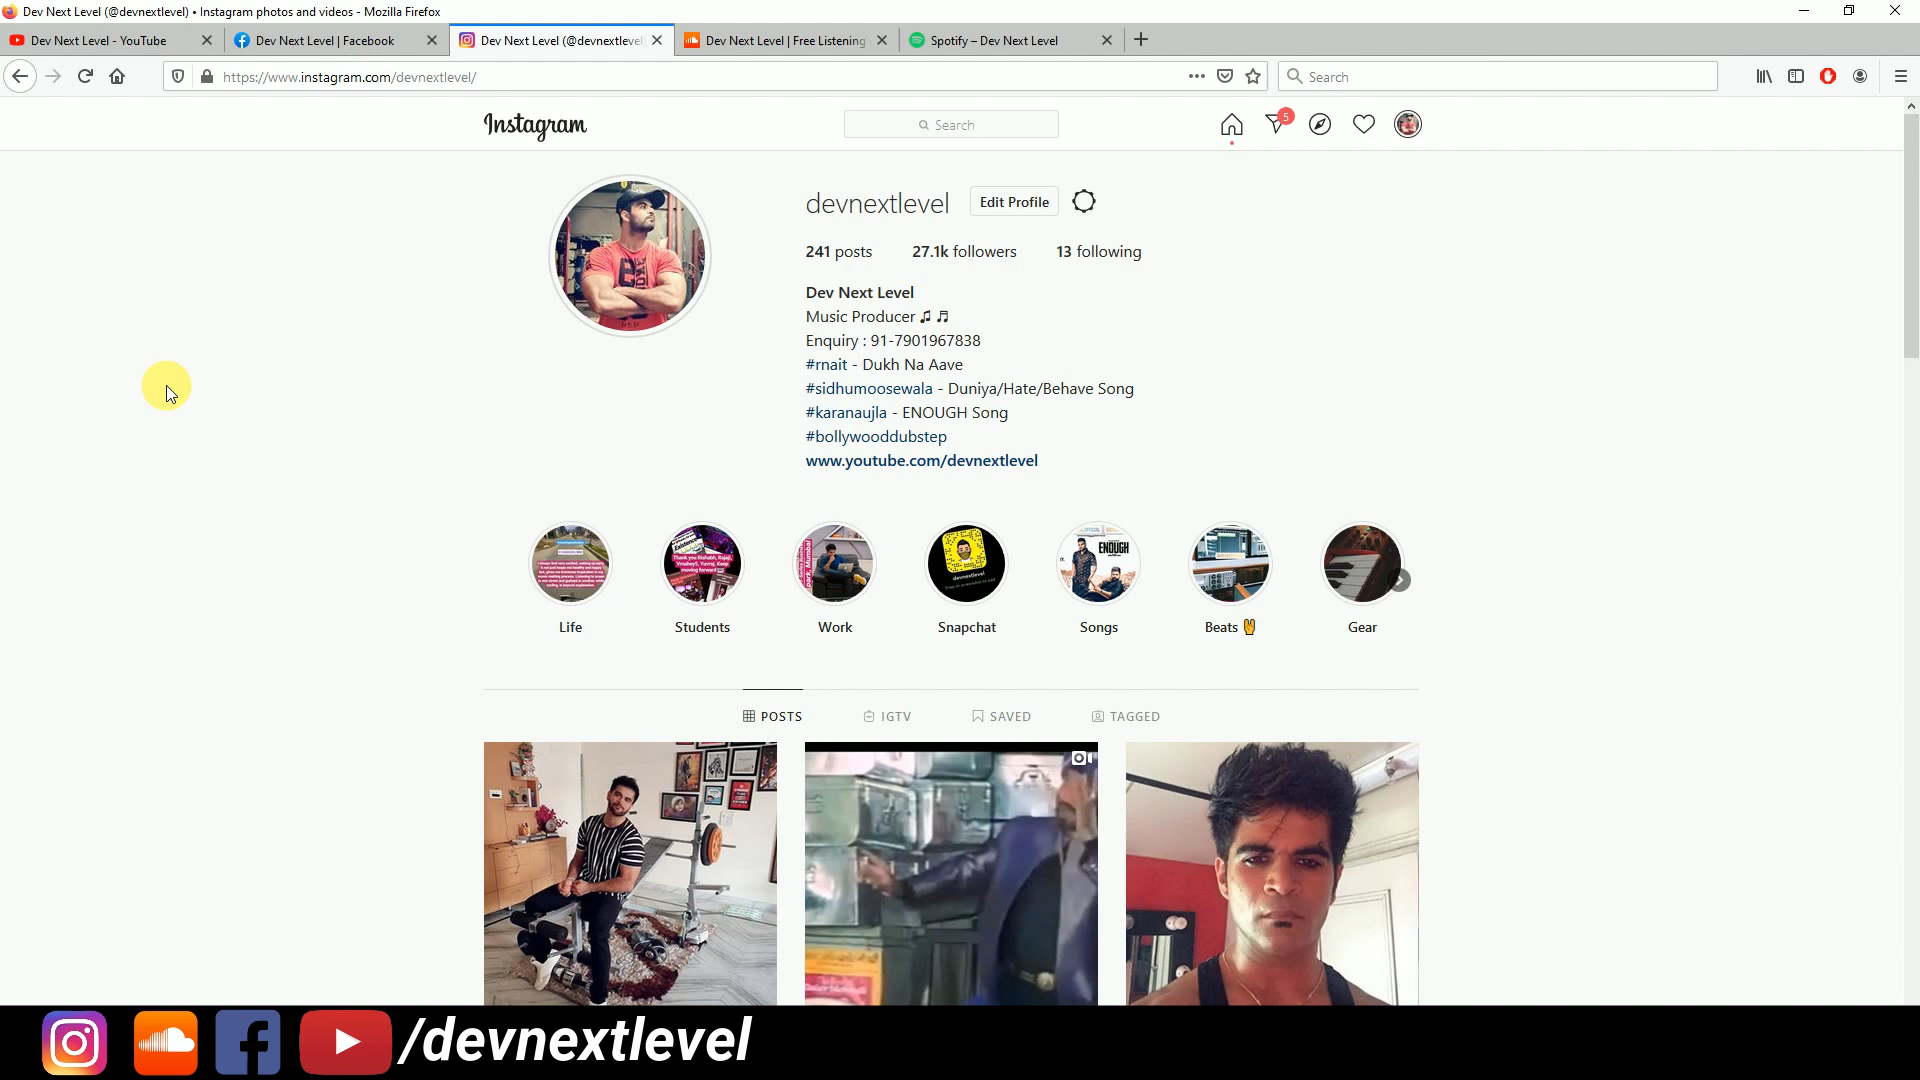 Dev Next Level (@devnextlevel) • Instagram photos and videos - Mozilla Firefox
Dev Next Level - YouTube
Dev Next Level | Facebook
Dev Next Level (@devnextlevel)
Dev Next Level | Free Listening
Spotify – Dev Next Level
https://www.instagram.com/devnextlevel/
Search
Instagram
Search
5
devnextlevel
Edit Profile
241 posts
27.1k followers
13 following
Dev Next Level
Music Producer ♫ ♬
Enquiry : 91-7901967838
#rnait - Dukh Na Aave
#sidhumoosewala - Duniya/Hate/Behave Song
#karanaujla - ENOUGH Song
#bollywooddubstep
www.youtube.com/devnextlevel
devnextlevel
ENOUGH
Life
Students
Work
Snapchat
Songs
Beats 🤘
Gear
POSTS
IGTV
SAVED
TAGGED
/devnextlevel